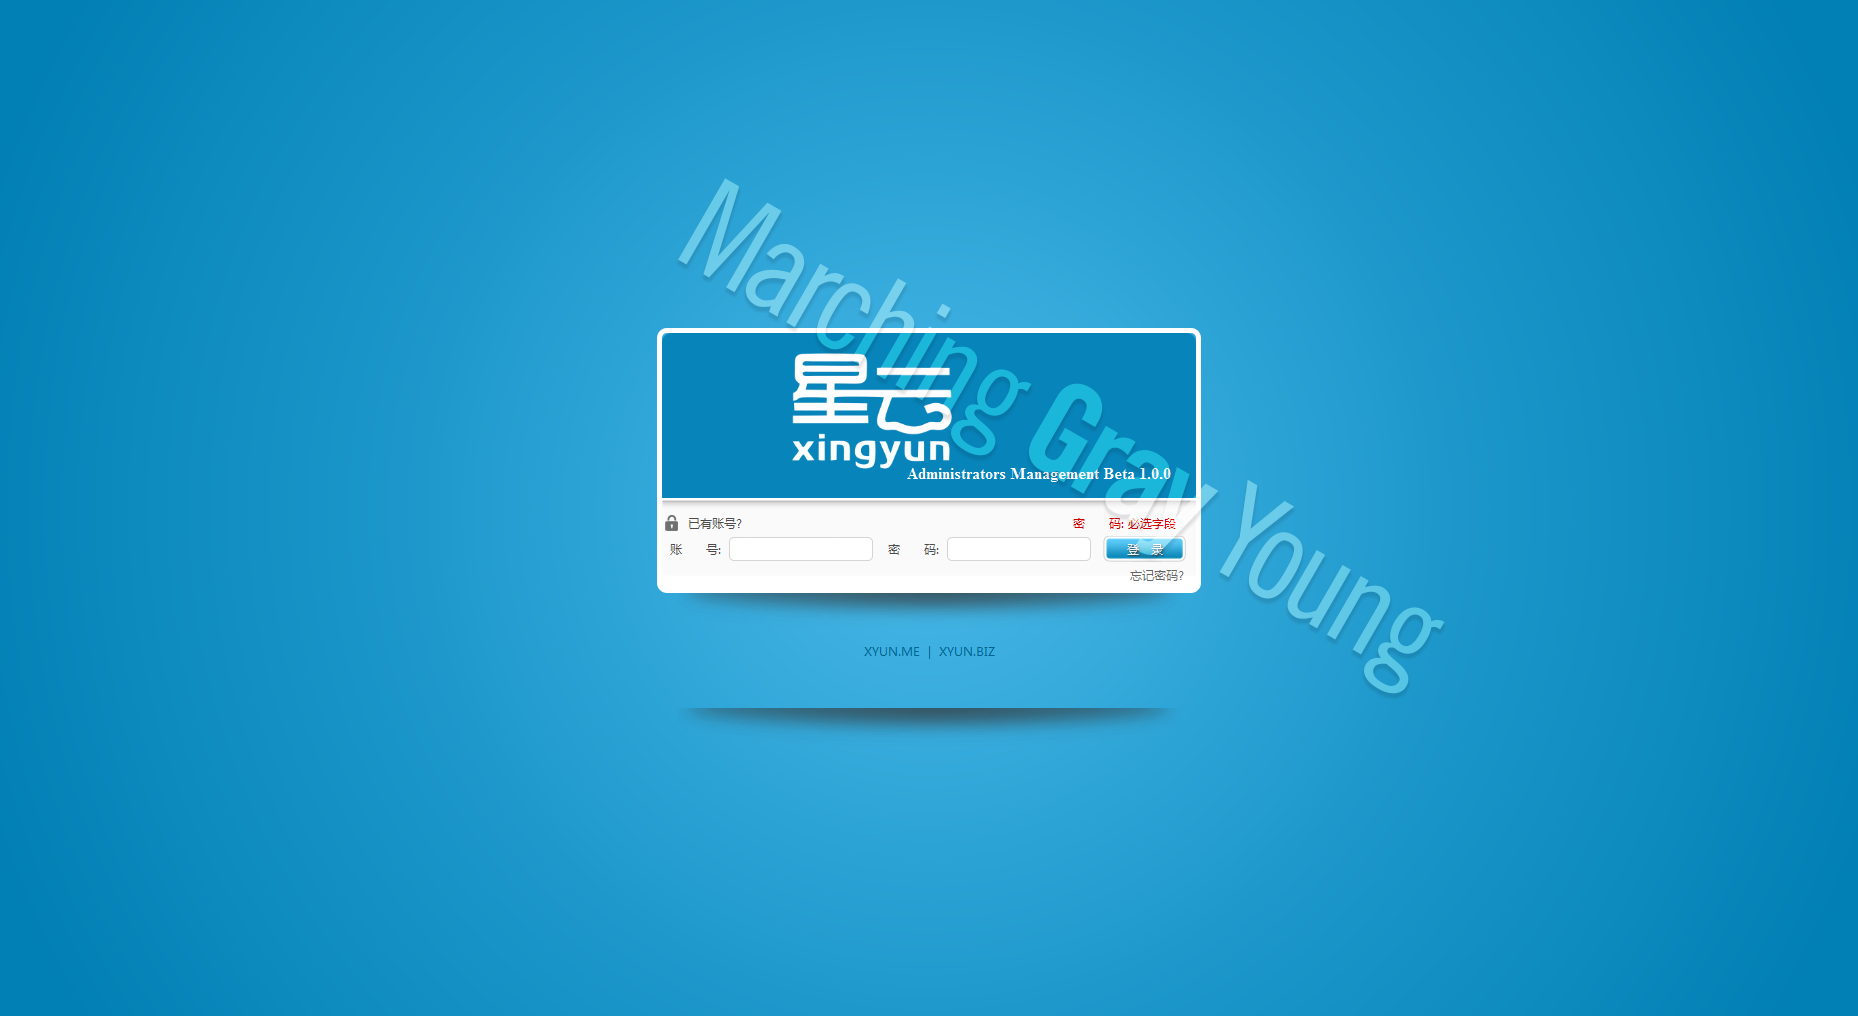 Marching Gray Young
星云
xingyun
Administrators Management Beta 1.0.0
已有账号?
密 码: 必选字段
账 号:
密 码:
登 录
忘记密码?
XYUN.ME | XYUN.BIZ